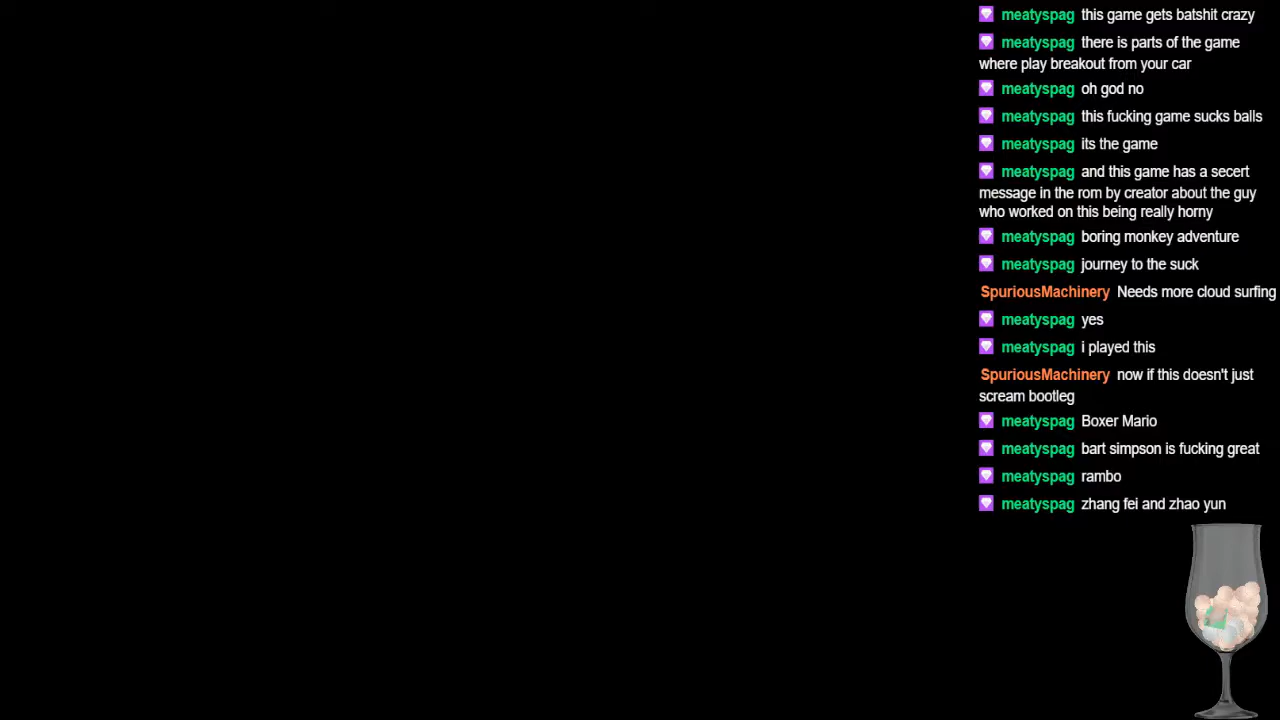 meatyspag this game gets batshit crazy
meatyspag there is parts of the game
where play breakout from your car
meatyspag oh god no
meatyspag this fucking game sucks balls
meatyspag its the game
meatyspag and this game has a secert
message in the rom by creator about the guy
who worked on this being really horny
meatyspag boring monkey adventure
meatyspag journey to the suck
SpuriousMachinery Needs more cloud surfing
meatyspag yes
meatyspag i played this
SpuriousMachinery now if this doesn't just
scream bootleg
meatyspag Boxer Mario
meatyspag bart simpson is fucking great
meatyspag rambo
meatyspag zhang fei and zhao yun